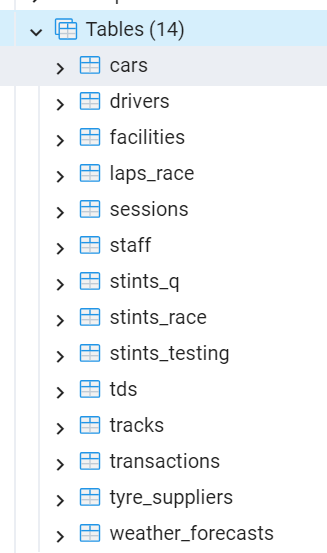 Tables (14)
cars
drivers
facilities
laps_race
sessions
staff
stints_q
stints_race
stints_testing
tds
tracks
transactions
tyre_suppliers
weather_forecasts